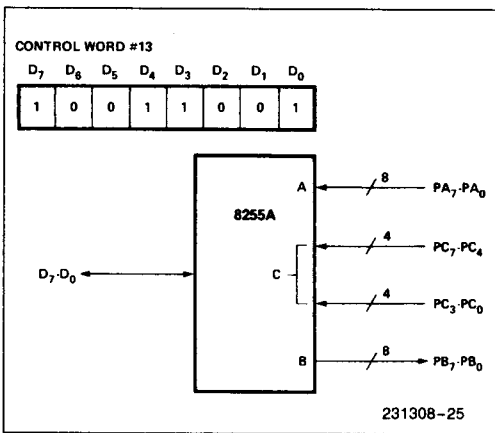 CONTROL WORD #13
D7 D6 D5 D4 D3 D2 D1 D0
1 0 0 1 1 0 0 1
8255A
A
8
PA7-PA0
4
PC7-PC4
D7-D0
C
4
PC3-PC0
B
8
PB7-PB0
231308-25